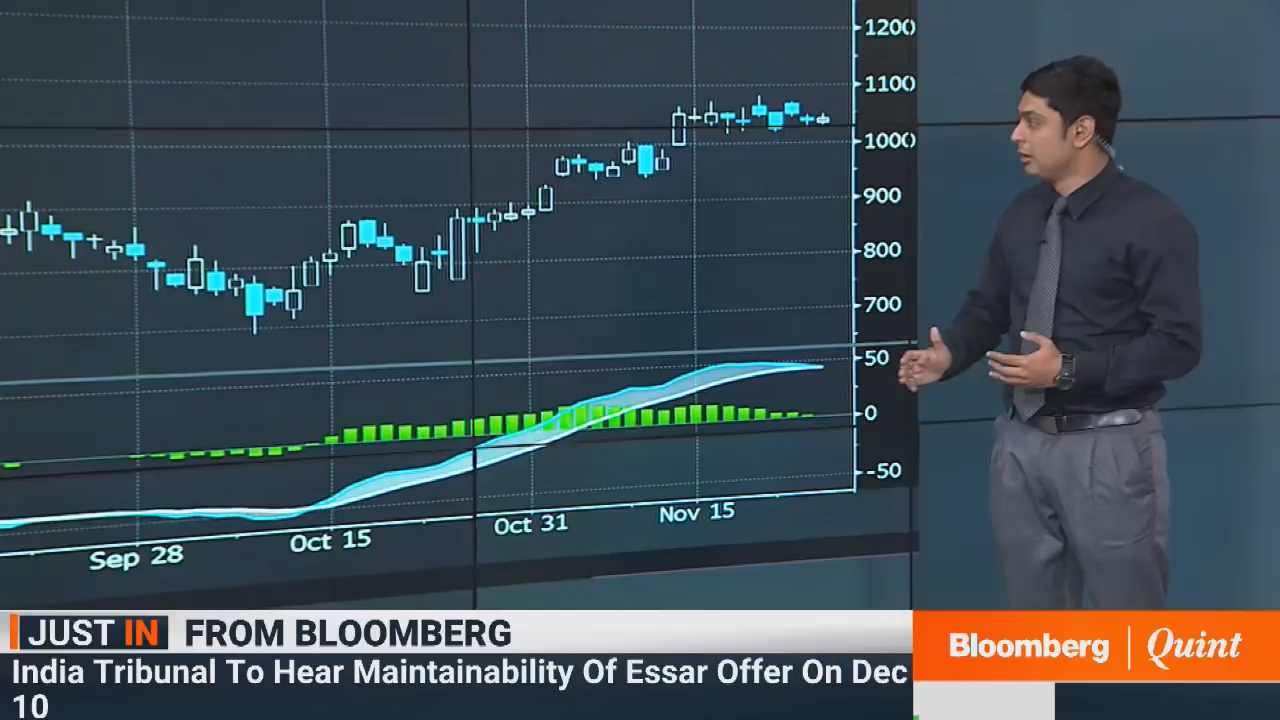 1200
1100
1000
900
800
700
50
0
-50
Sep 28
Oct 15
Oct 31
Nov 15
JUST IN FROM BLOOMBERG
India Tribunal To Hear Maintainability Of Essar Offer On Dec
10
Bloomberg | Quint